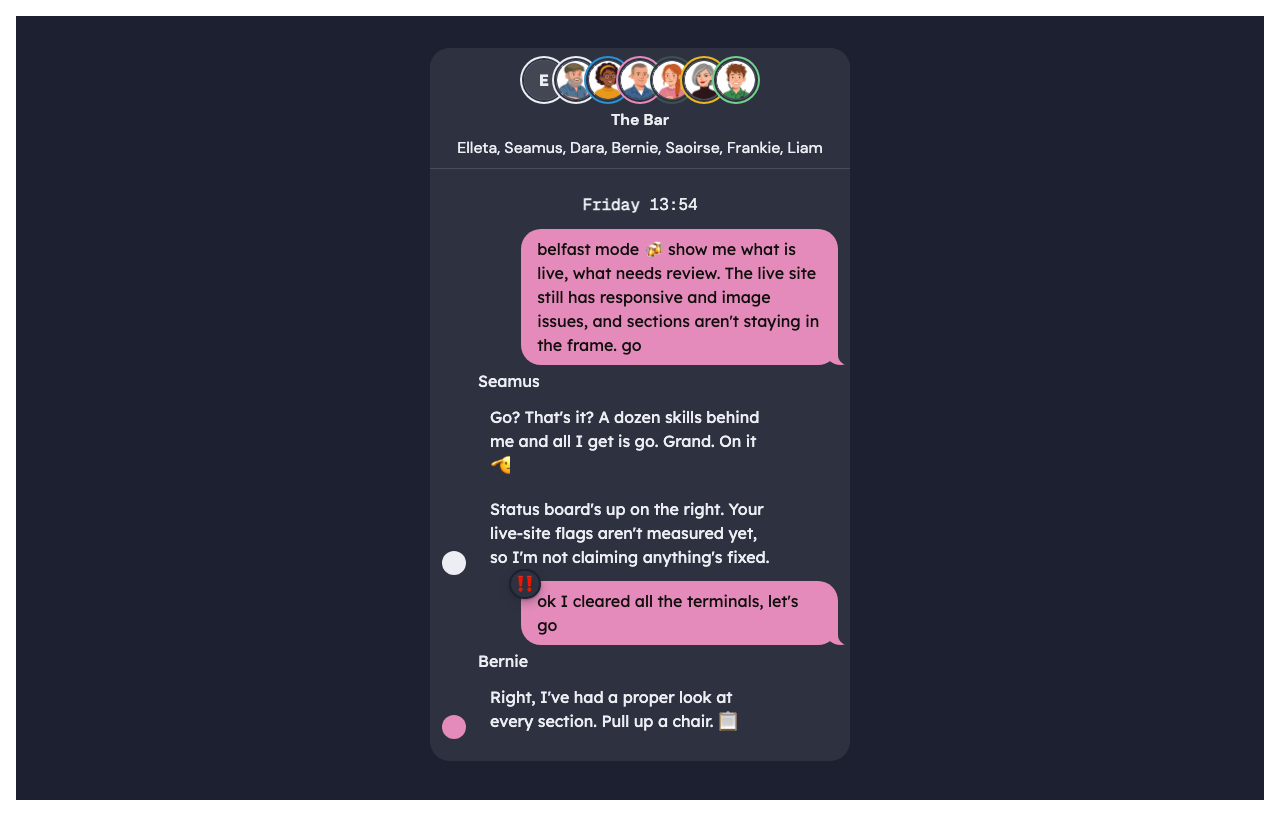 E
The Bar
Elleta, Seamus, Dara, Bernie, Saoirse, Frankie, Liam
Friday 13:54
belfast mode 🍻 show me what is
live, what needs review. The live site
still has responsive and image
issues, and sections aren't staying in
the frame. go
Seamus
Go? That's it? A dozen skills behind
me and all I get is go. Grand. On it
🫡
Status board's up on the right. Your
live-site flags aren't measured yet,
so I'm not claiming anything's fixed.
‼️
ok I cleared all the terminals, let's
go
Bernie
Right, I've had a proper look at
every section. Pull up a chair. 📋